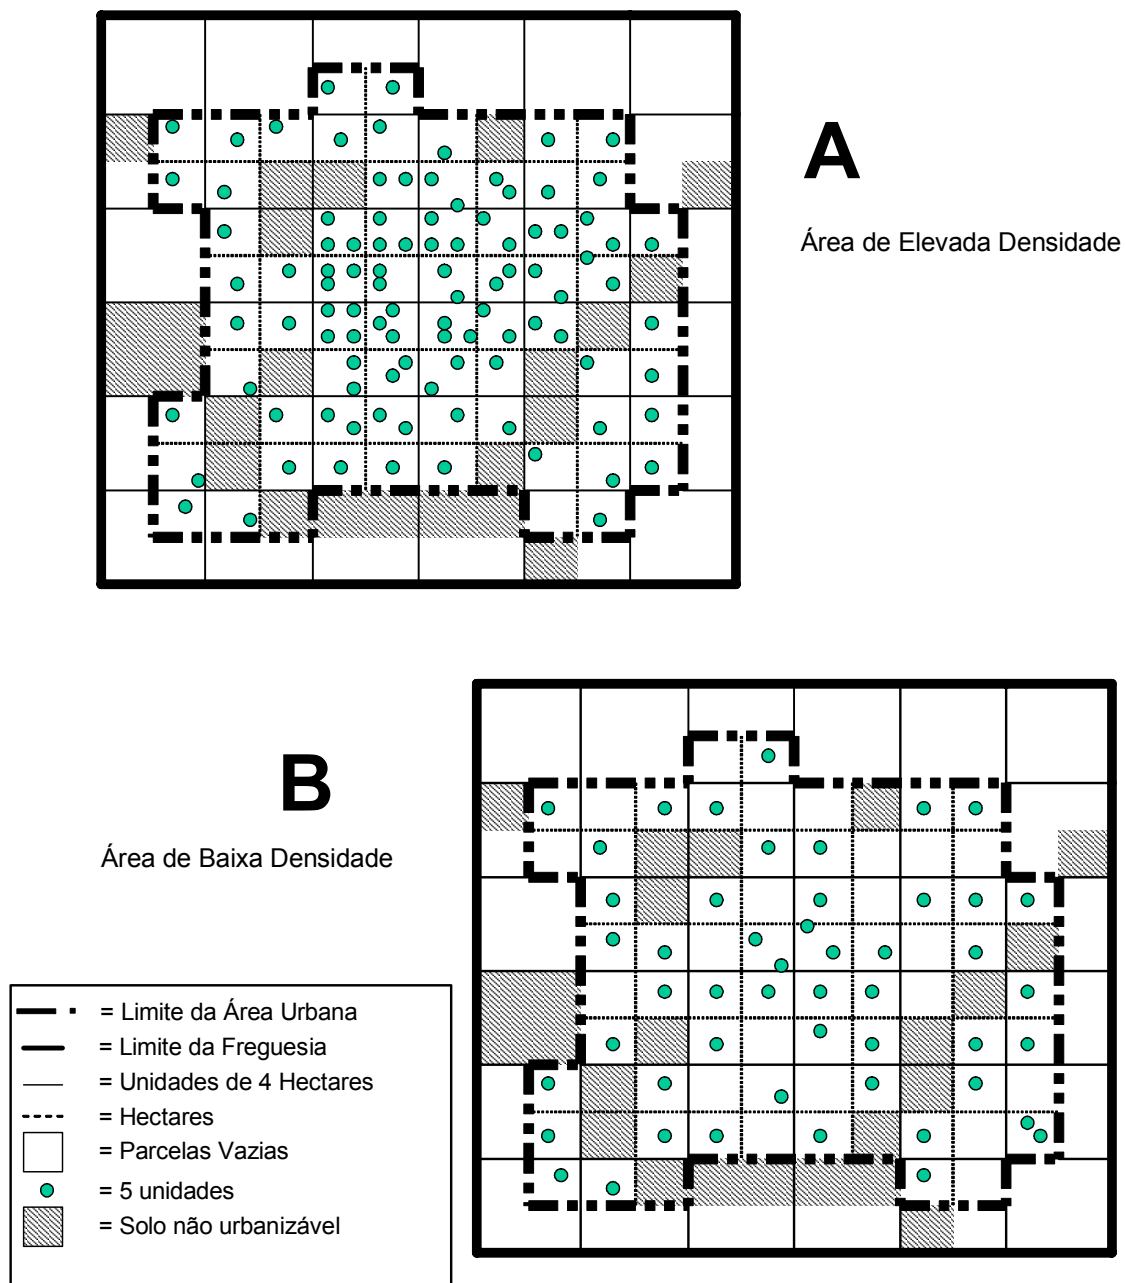 A
Área de Elevada Densidade
B
Área de Baixa Densidade
= Limite da Área Urbana
= Limite da Freguesia
= Unidades de 4 Hectares
= Hectares
= Parcelas Vazias
= 5 unidades
= Solo não urbanizável